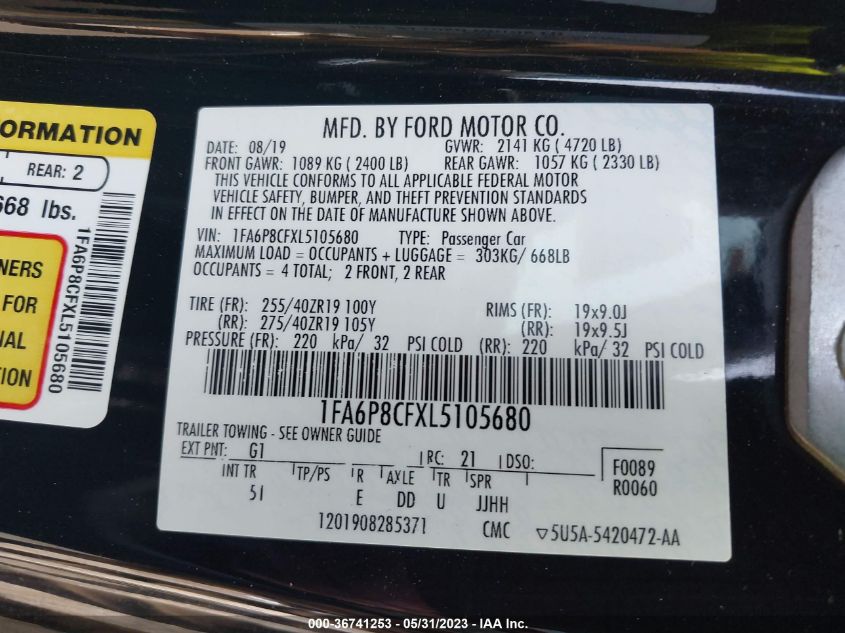 ORMATION
REAR: 2
668 lbs.
NERS
FOR
IAL
TION
1FA6P8CFXL5105680
MFD. BY FORD MOTOR CO.
DATE: 08/19 GVWR: 2141 KG ( 4720 LB)
FRONT GAWR: 1089 KG ( 2400 LB) REAR GAWR: 1057 KG ( 2330 LB)
THIS VEHICLE CONFORMS TO ALL APPLICABLE FEDERAL MOTOR
VEHICLE SAFETY, BUMPER, AND THEFT PREVENTION STANDARDS
IN EFFECT ON THE DATE OF MANUFACTURE SHOWN ABOVE.
VIN: 1FA6P8CFXL5105680 TYPE: Passenger Car
MAXIMUM LOAD = OCCUPANTS + LUGGAGE = 303KG/ 668LB
OCCUPANTS = 4 TOTAL; 2 FRONT, 2 REAR
TIRE (FR): 255/40ZR19 100Y RIMS (FR): 19x9.0J
(RR): 275/40ZR19 105Y (RR): 19x9.5J
PRESSURE (FR): 220 kPa/ 32 PSI COLD (RR): 220 kPa/ 32 PSI COLD
1FA6P8CFXL5105680
TRAILER TOWING - SEE OWNER GUIDE
EXT PNT: G1 RC: 21 DSO: F0089
INT TR TP/PS R AXLE TR SPR R0060
5I E DD U JJHH
1201908285371 CMC ▽5U5A-5420472-AA
000-36741253 - 05/31/2023 - IAA Inc.